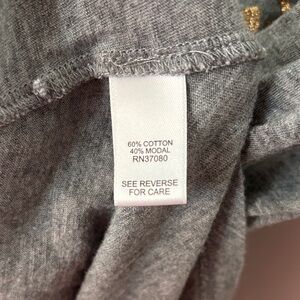 60% COTTON
40% MODAL
RN37080
SEE REVERSE
FOR CARE